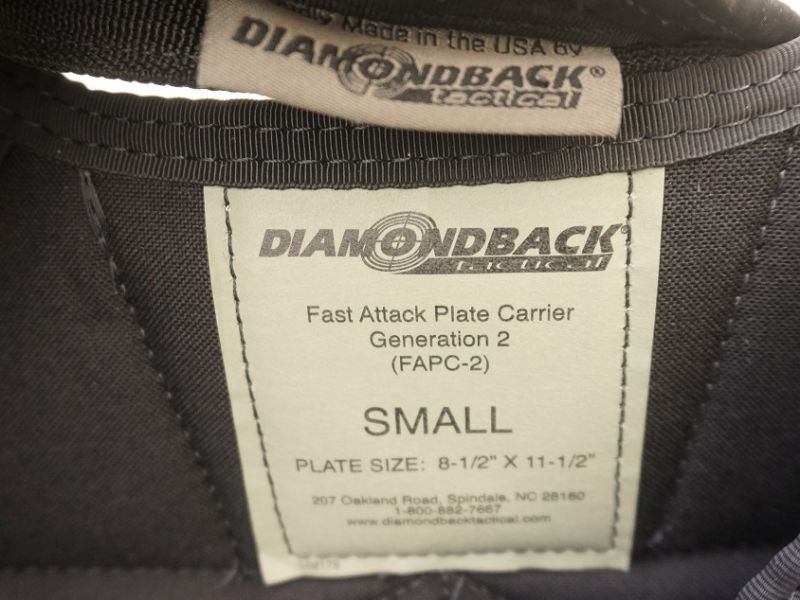 Made in the USA By
DIAMONDBACK®
tactical
DIAMONDBACK®
tactical
Fast Attack Plate Carrier
Generation 2
(FAPC-2)
SMALL
PLATE SIZE: 8-1/2" X 11-1/2"
207 Oakland Road, Spindale, NC 28160
1-800-882-7667
www.diamondbacktactical.com